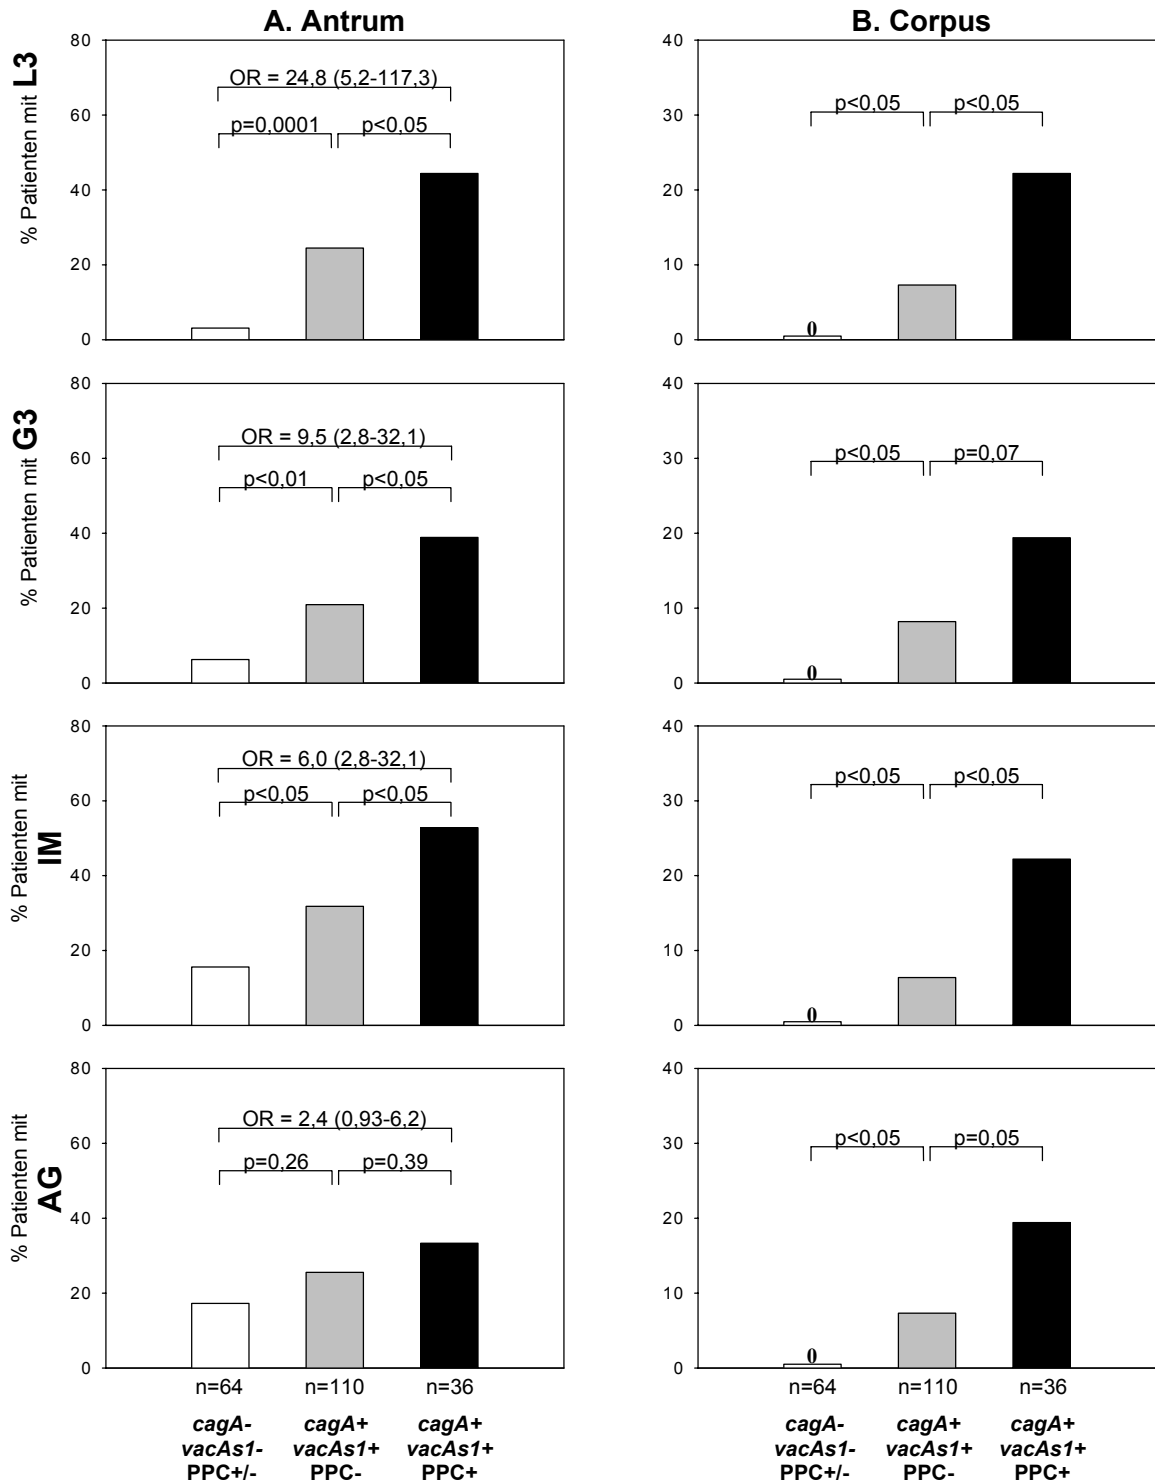 A. Antrum
B. Corpus
% Patienten mit L3
80
60
40
20
0
OR = 24,8 (5,2-117,3)
p=0,0001
p<0,05
40
30
20
10
0
p<0,05
p<0,05
0
% Patienten mit G3
80
60
40
20
0
OR = 9,5 (2,8-32,1)
p<0,01
p<0,05
40
30
20
10
0
p<0,05
p=0,07
0
% Patienten mit
IM
80
60
40
20
0
OR = 6,0 (2,8-32,1)
p<0,05
p<0,05
40
30
20
10
0
p<0,05
p<0,05
0
% Patienten mit
AG
80
60
40
20
0
OR = 2,4 (0,93-6,2)
p=0,26
p=0,39
40
30
20
10
0
p<0,05
p=0,05
0
n=64
n=110
n=36
n=64
n=110
n=36
cagA-
vacAs1-
PPC+/-
cagA+
vacAs1+
PPC-
cagA+
vacAs1+
PPC+
cagA-
vacAs1-
PPC+/-
cagA+
vacAs1+
PPC-
cagA+
vacAs1+
PPC+